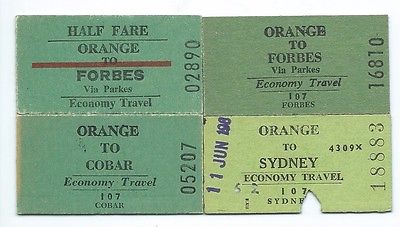 HALF FARE
ORANGE
TO
FORBES
Via Parkes
Economy Travel
02890
ORANGE
TO
FORBES
Via Parkes
Economy Travel
107
FORBES
16810
ORANGE
TO
COBAR
Economy Travel
107
COBAR
05207
11 JUN
ORANGE
TO
4309X
SYDNEY
ECONOMY TRAVEL
107
SYDNEY
18883